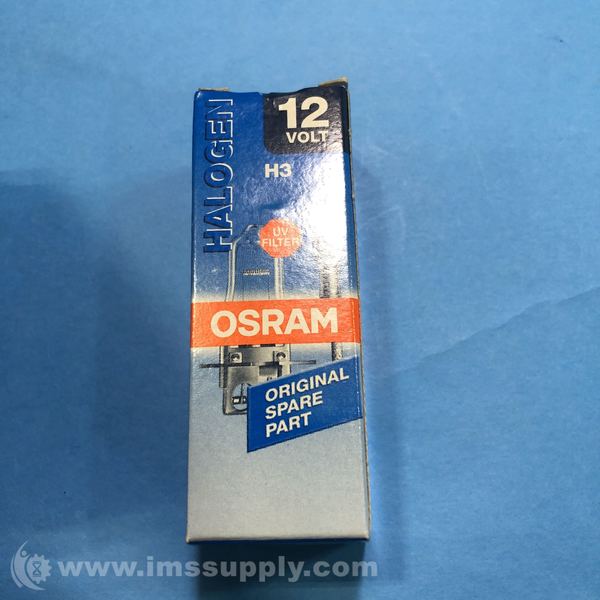 HALOGEN
12
VOLT
H3
UV
FILTER
OSRAM
ORIGINAL
SPARE
PART
www.imssupply.com